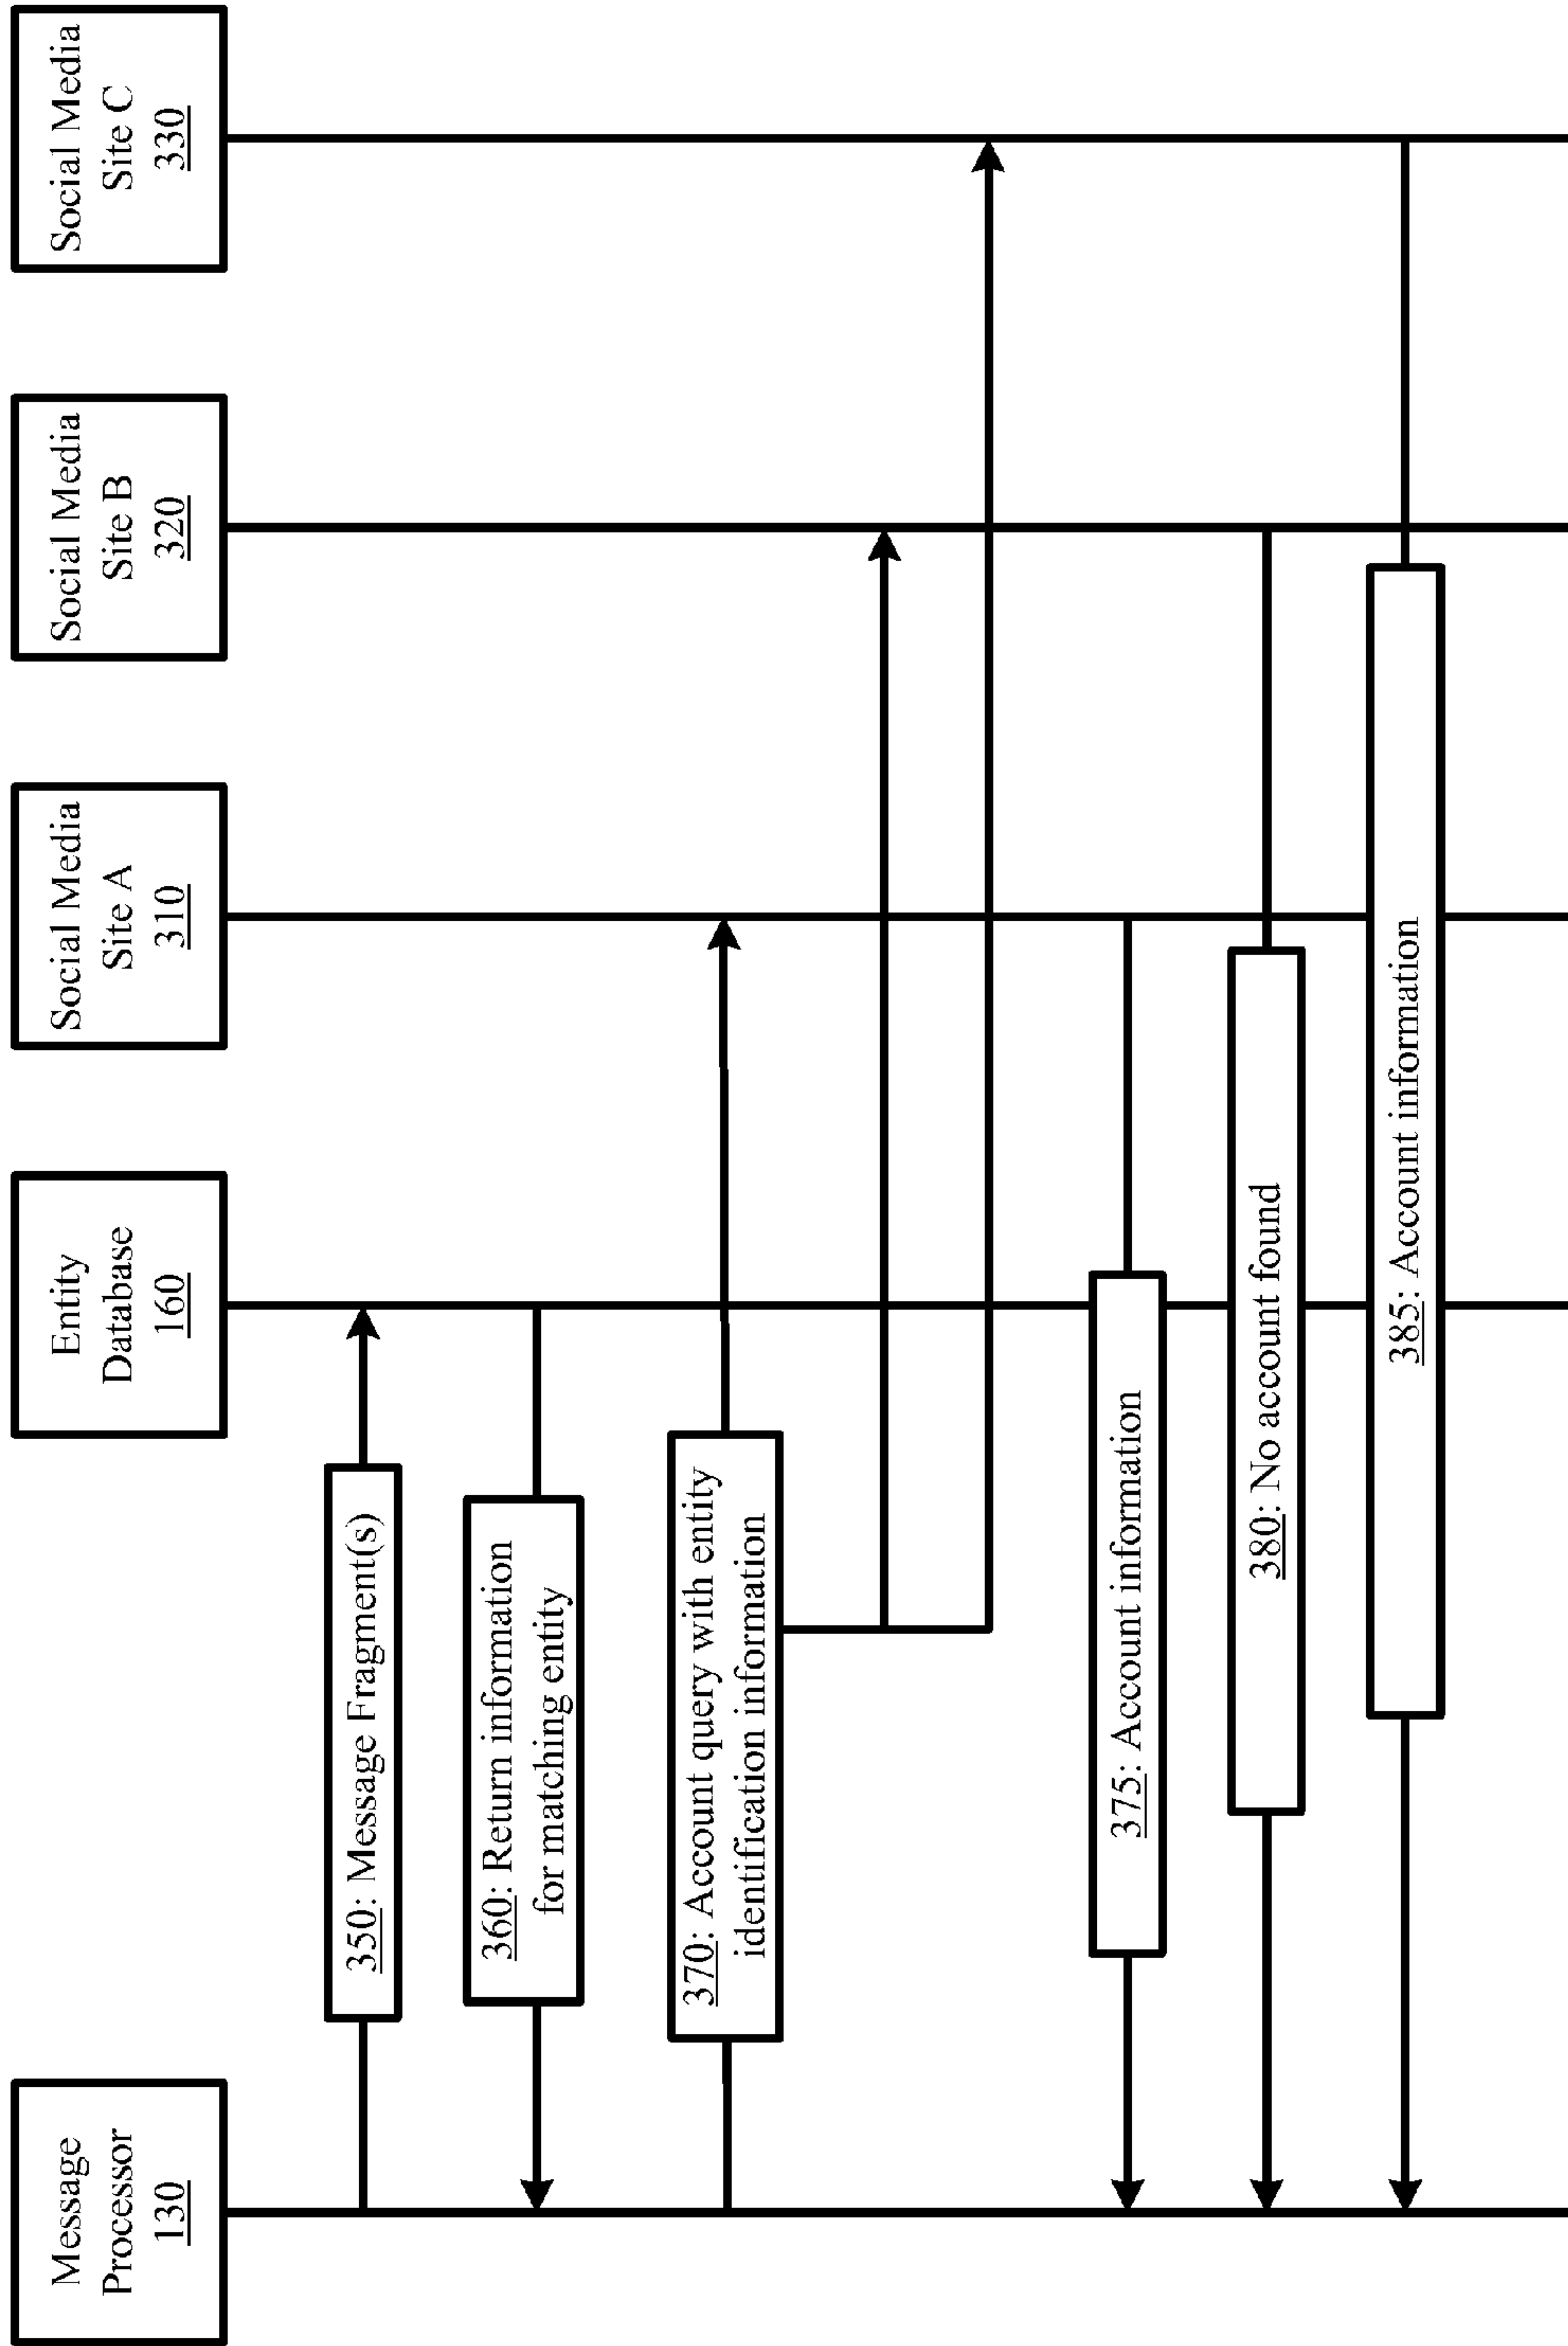 Message
Processor
130
Entity
Database
160
Social Media
Site A
310
Social Media
Site B
320
Social Media
Site C
330
350: Message Fragment(s)
360: Return information
for matching entity
370: Account query with entity
identification information
375: Account information
380: No account found
385: Account information